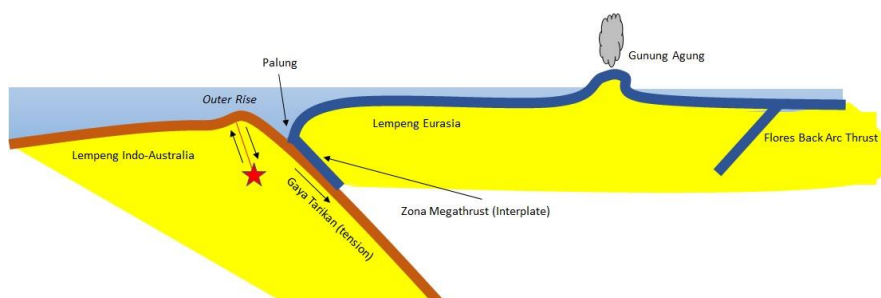 Gunung Agung
Palung
Outer Rise
Lempeng Eurasia
Flores Back Arc Thrust
Lempeng Indo-Australia
Gaya Tarikan (tension)
Zona Megathrust (Interplate)